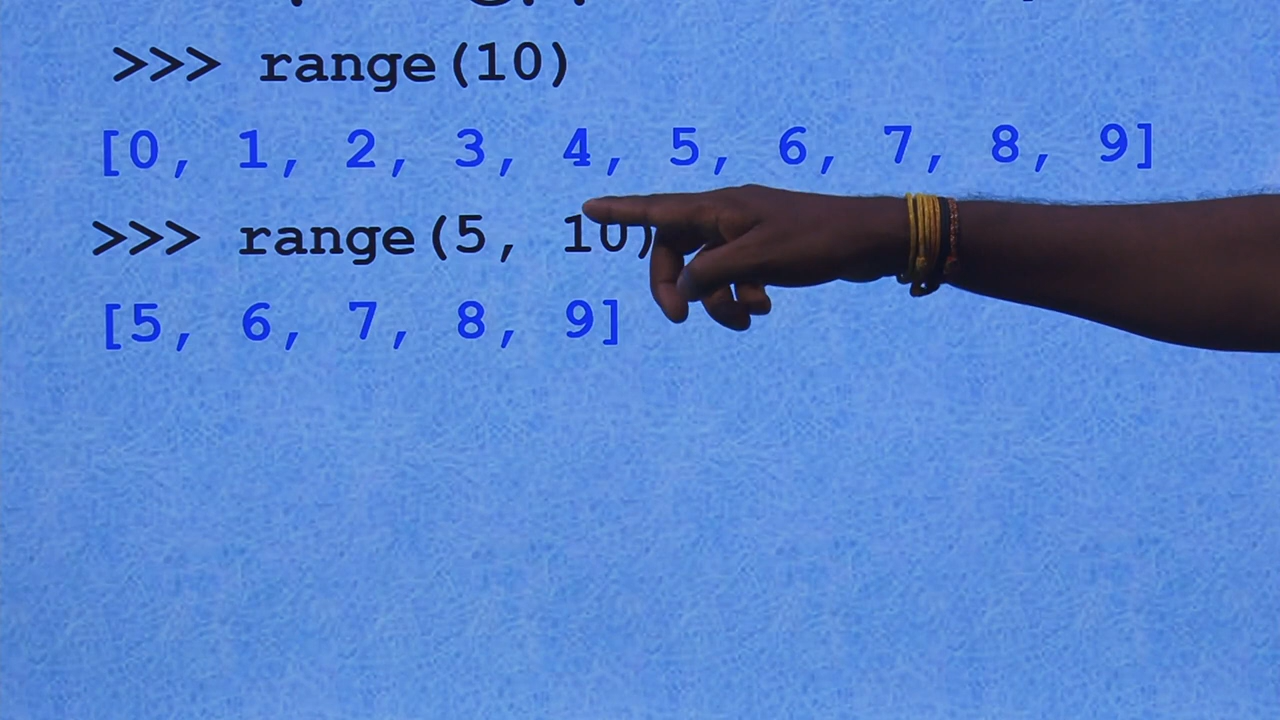 >>> range(10)
[0, 1, 2, 3, 4, 5, 6, 7, 8, 9]
>>> range(5, 10)
[5, 6, 7, 8, 9]